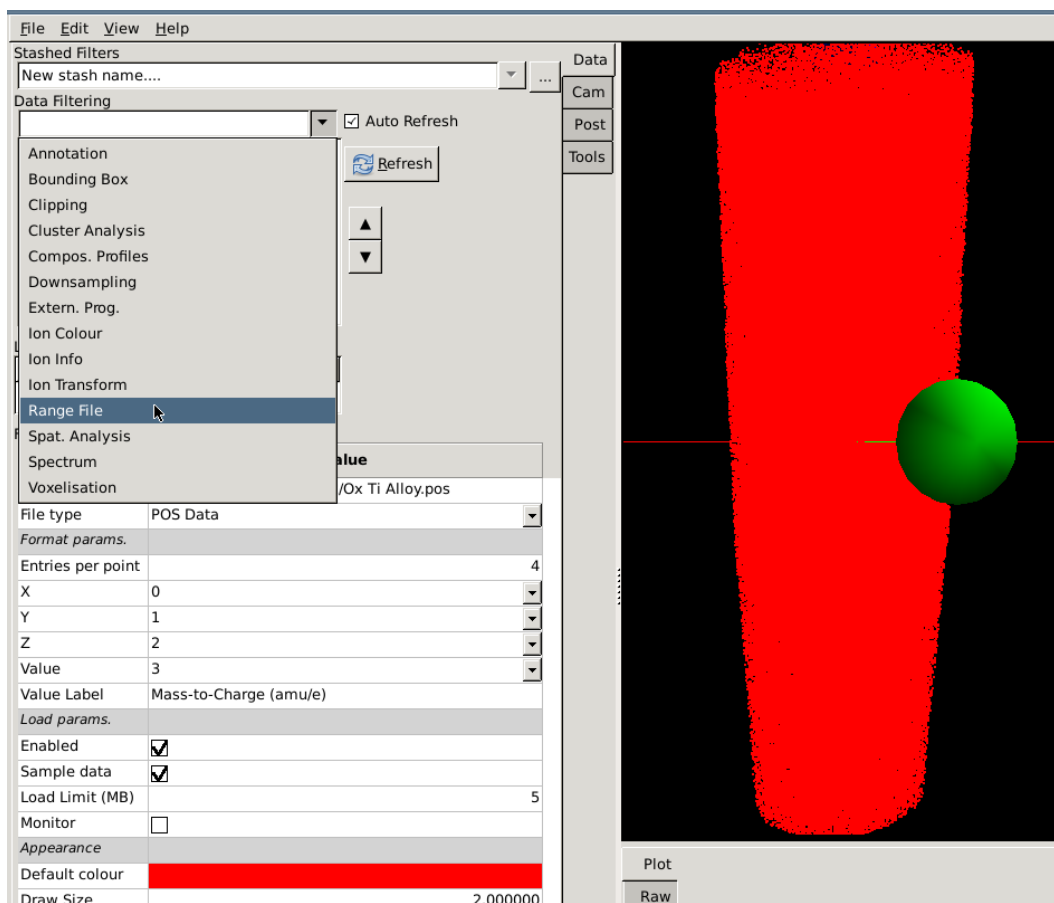 File Edit View Help
Stashed Filters
New stash name....
...
Data Filtering
Auto Refresh
Refresh
Annotation
Bounding Box
Clipping
Cluster Analysis
Compos. Profiles
Downsampling
Extern. Prog.
Ion Colour
Ion Info
Ion Transform
Range File
Spat. Analysis
Spectrum
Voxelisation
Data
Cam
Post
Tools
/Ox Ti Alloy.pos
File type POS Data
Format params.
Entries per point 4
X 0
Y 1
Z 2
Value 3
Value Label Mass-to-Charge (amu/e)
Load params.
Enabled
Sample data
Load Limit (MB) 5
Monitor
Appearance
Default colour
Draw Size 2.000000
Plot
Raw